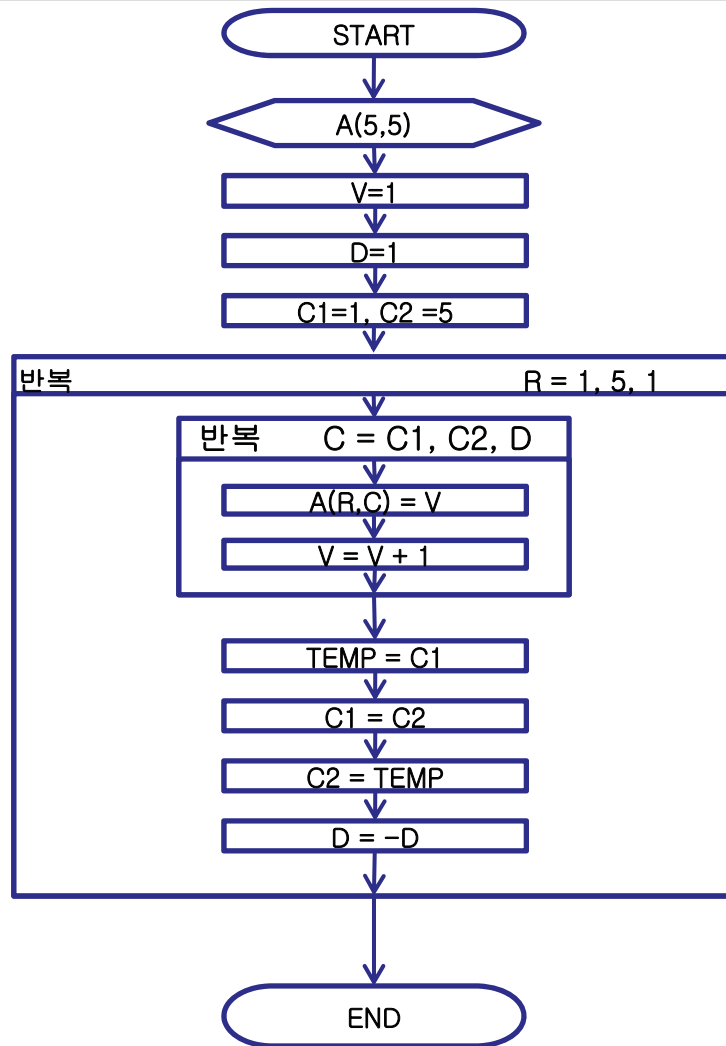 START
A(5,5)
V=1
D=1
C1=1, C2 =5
반복 R = 1, 5, 1
반복 C = C1, C2, D
A(R,C) = V
V = V + 1
TEMP = C1
C1 = C2
C2 = TEMP
D = -D
END